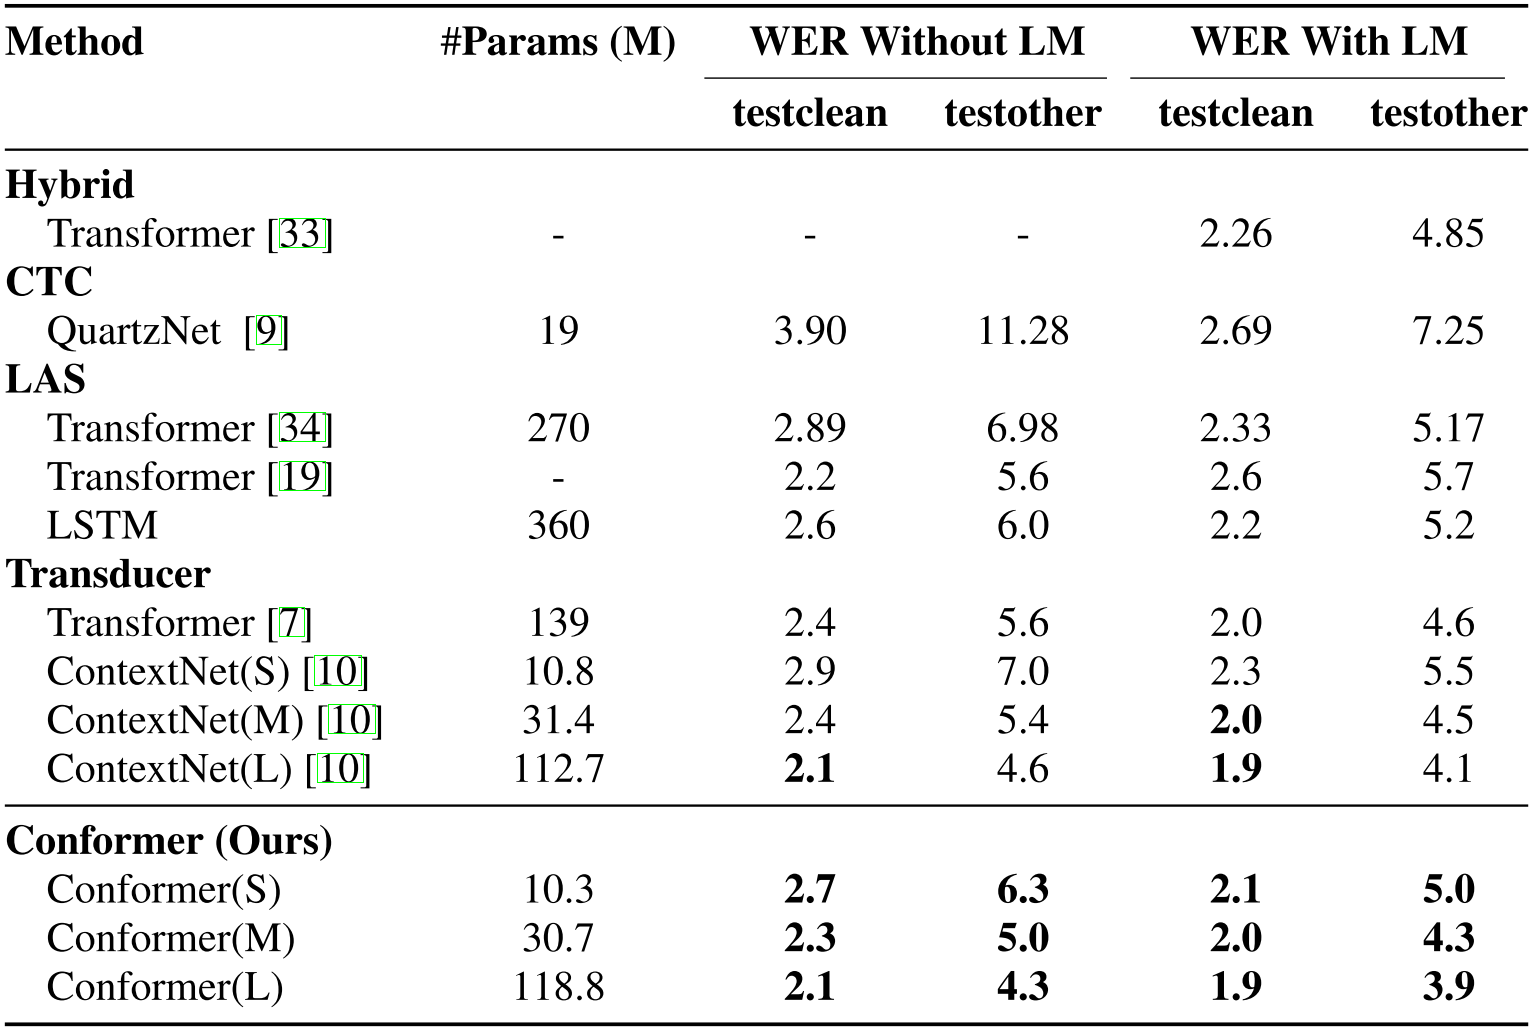 Method #Params (M) WER Without LM WER With LM
testclean testother testclean testother
Hybrid
Transformer [33] - - - 2.26 4.85
CTC
QuartzNet [9] 19 3.90 11.28 2.69 7.25
LAS
Transformer [34] 270 2.89 6.98 2.33 5.17
Transformer [19] - 2.2 5.6 2.6 5.7
LSTM 360 2.6 6.0 2.2 5.2
Transducer
Transformer [7] 139 2.4 5.6 2.0 4.6
ContextNet(S) [10] 10.8 2.9 7.0 2.3 5.5
ContextNet(M) [10] 31.4 2.4 5.4 2.0 4.5
ContextNet(L) [10] 112.7 2.1 4.6 1.9 4.1
Conformer (Ours)
Conformer(S) 10.3 2.7 6.3 2.1 5.0
Conformer(M) 30.7 2.3 5.0 2.0 4.3
Conformer(L) 118.8 2.1 4.3 1.9 3.9